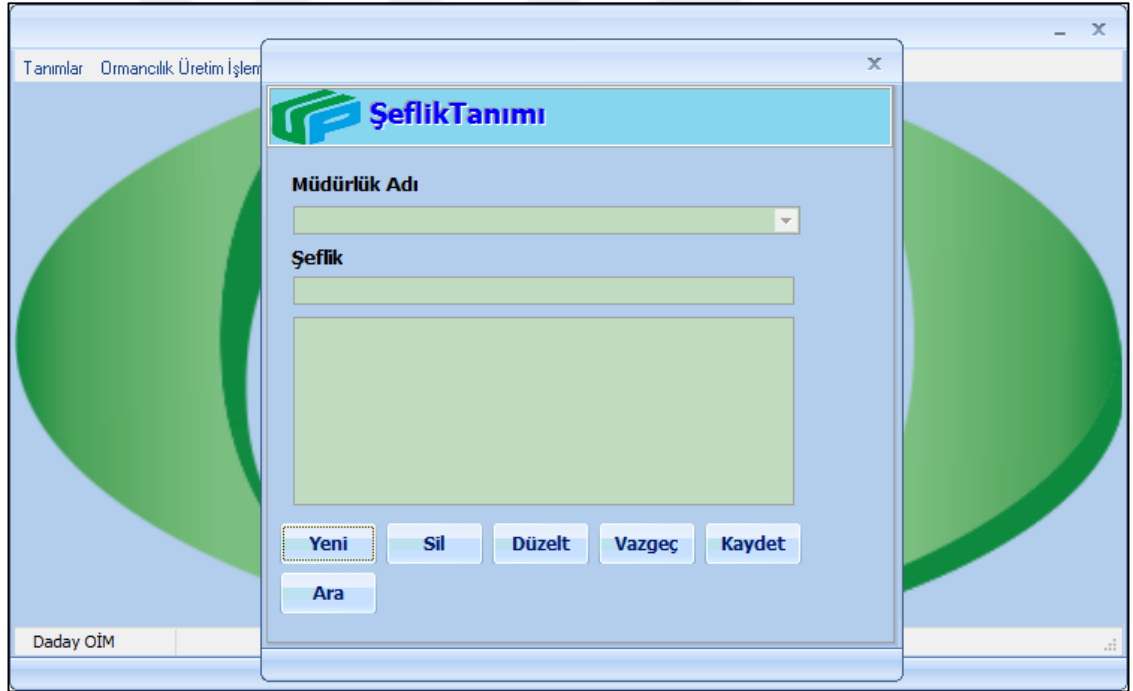 Tanımlar Ormancılık Üretim İşlem
ŞeflikTanımı
Müdürlük Adı
Şeflik
Yeni Sil Düzelt Vazgeç Kaydet
Ara
Daday OİM